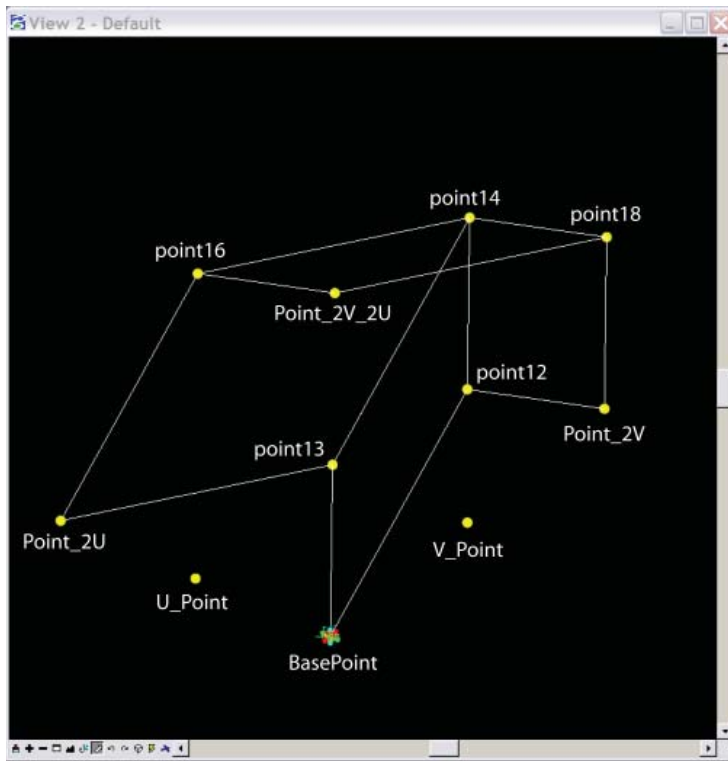 View 2 - Default
point14
point18
point16
Point_2V_2U
point12
Point_2V
point13
Point_2U
V_Point
U_Point
BasePoint